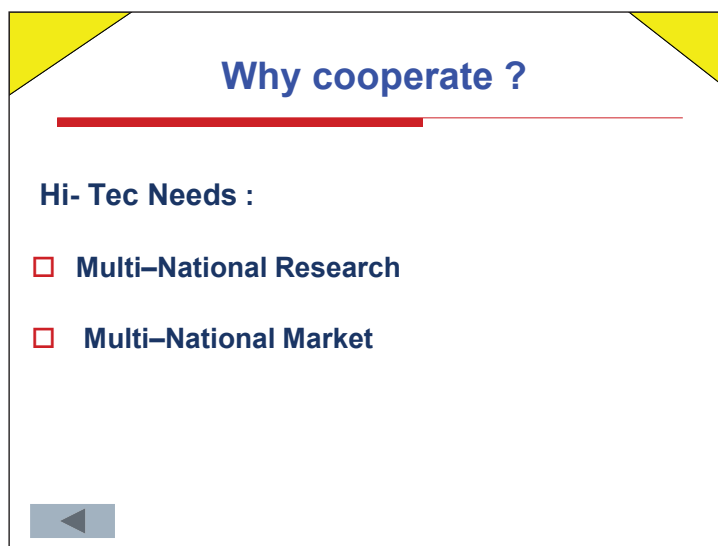 Why cooperate ?
Hi- Tec Needs :
Multi–National Research
Multi–National Market